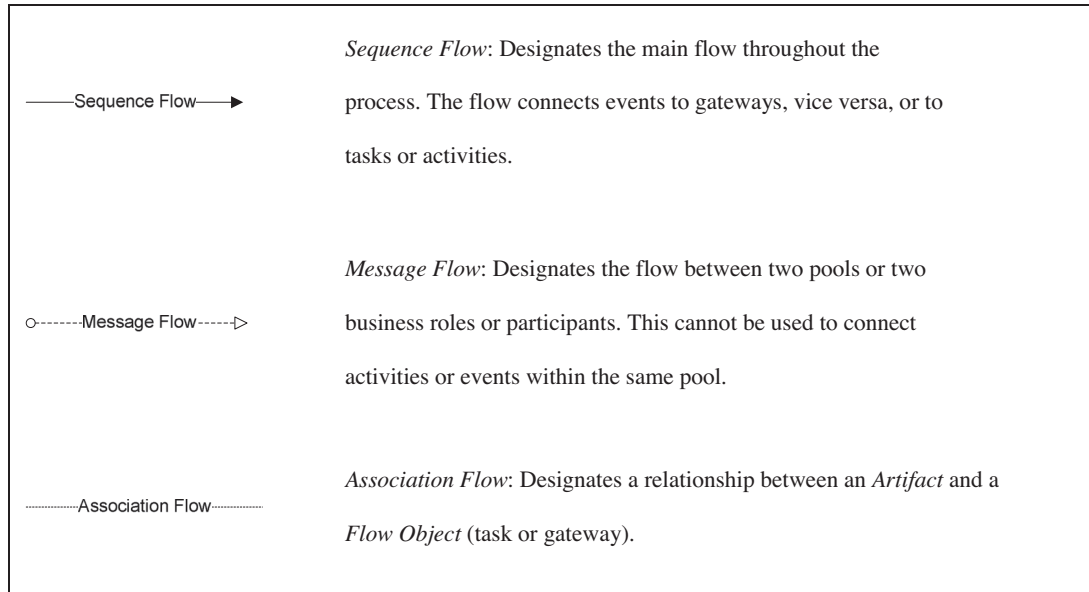 Sequence Flow
Sequence Flow: Designates the main flow throughout the
process. The flow connects events to gateways, vice versa, or to
tasks or activities.
Message Flow
Message Flow: Designates the flow between two pools or two
business roles or participants. This cannot be used to connect
activities or events within the same pool.
Association Flow
Association Flow: Designates a relationship between an Artifact and a
Flow Object (task or gateway).